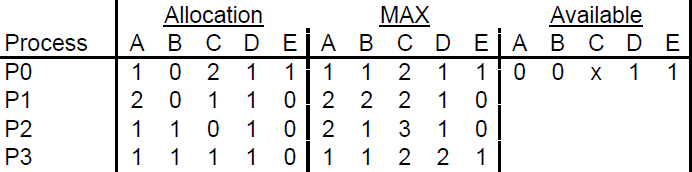 Allocation MAX Available
Process A B C D E A B C D E A B C D E
P0 1 0 2 1 1 1 1 2 1 1 0 0 x 1 1
P1 2 0 1 1 0 2 2 2 1 0
P2 1 1 0 1 0 2 1 3 1 0
P3 1 1 1 1 0 1 1 2 2 1